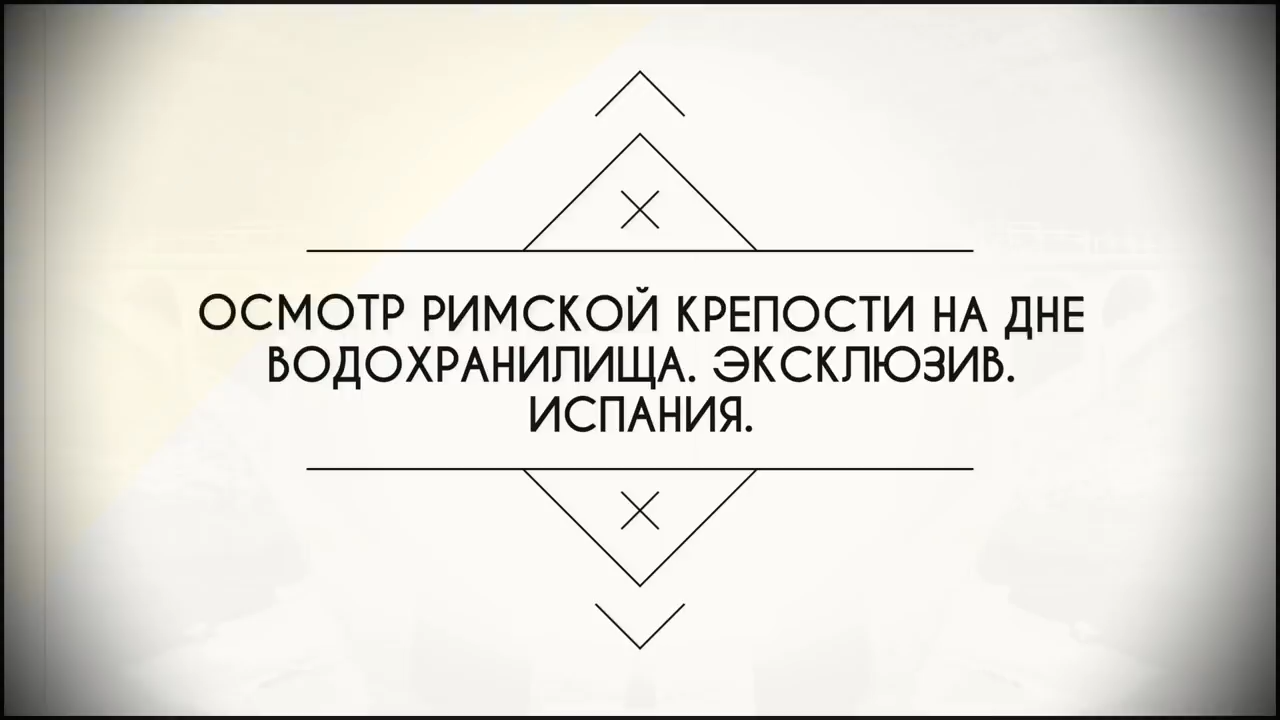 ОСМОТР РИМСКОЙ КРЕПОСТИ НА ДНЕ
ВОДОХРАНИЛИЩА. ЭКСКЛЮЗИВ.
ИСПАНИЯ.